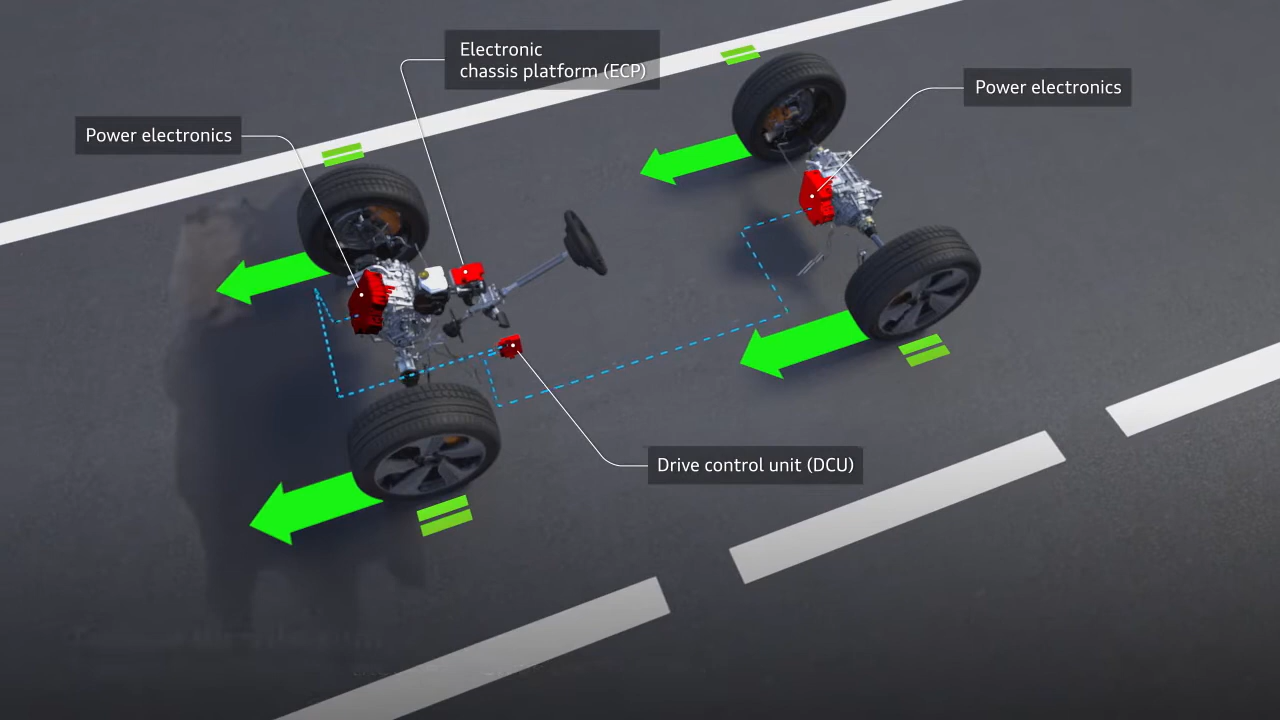 Electronic
chassis platform (ECP)
Power electronics
Power electronics
Drive control unit (DCU)